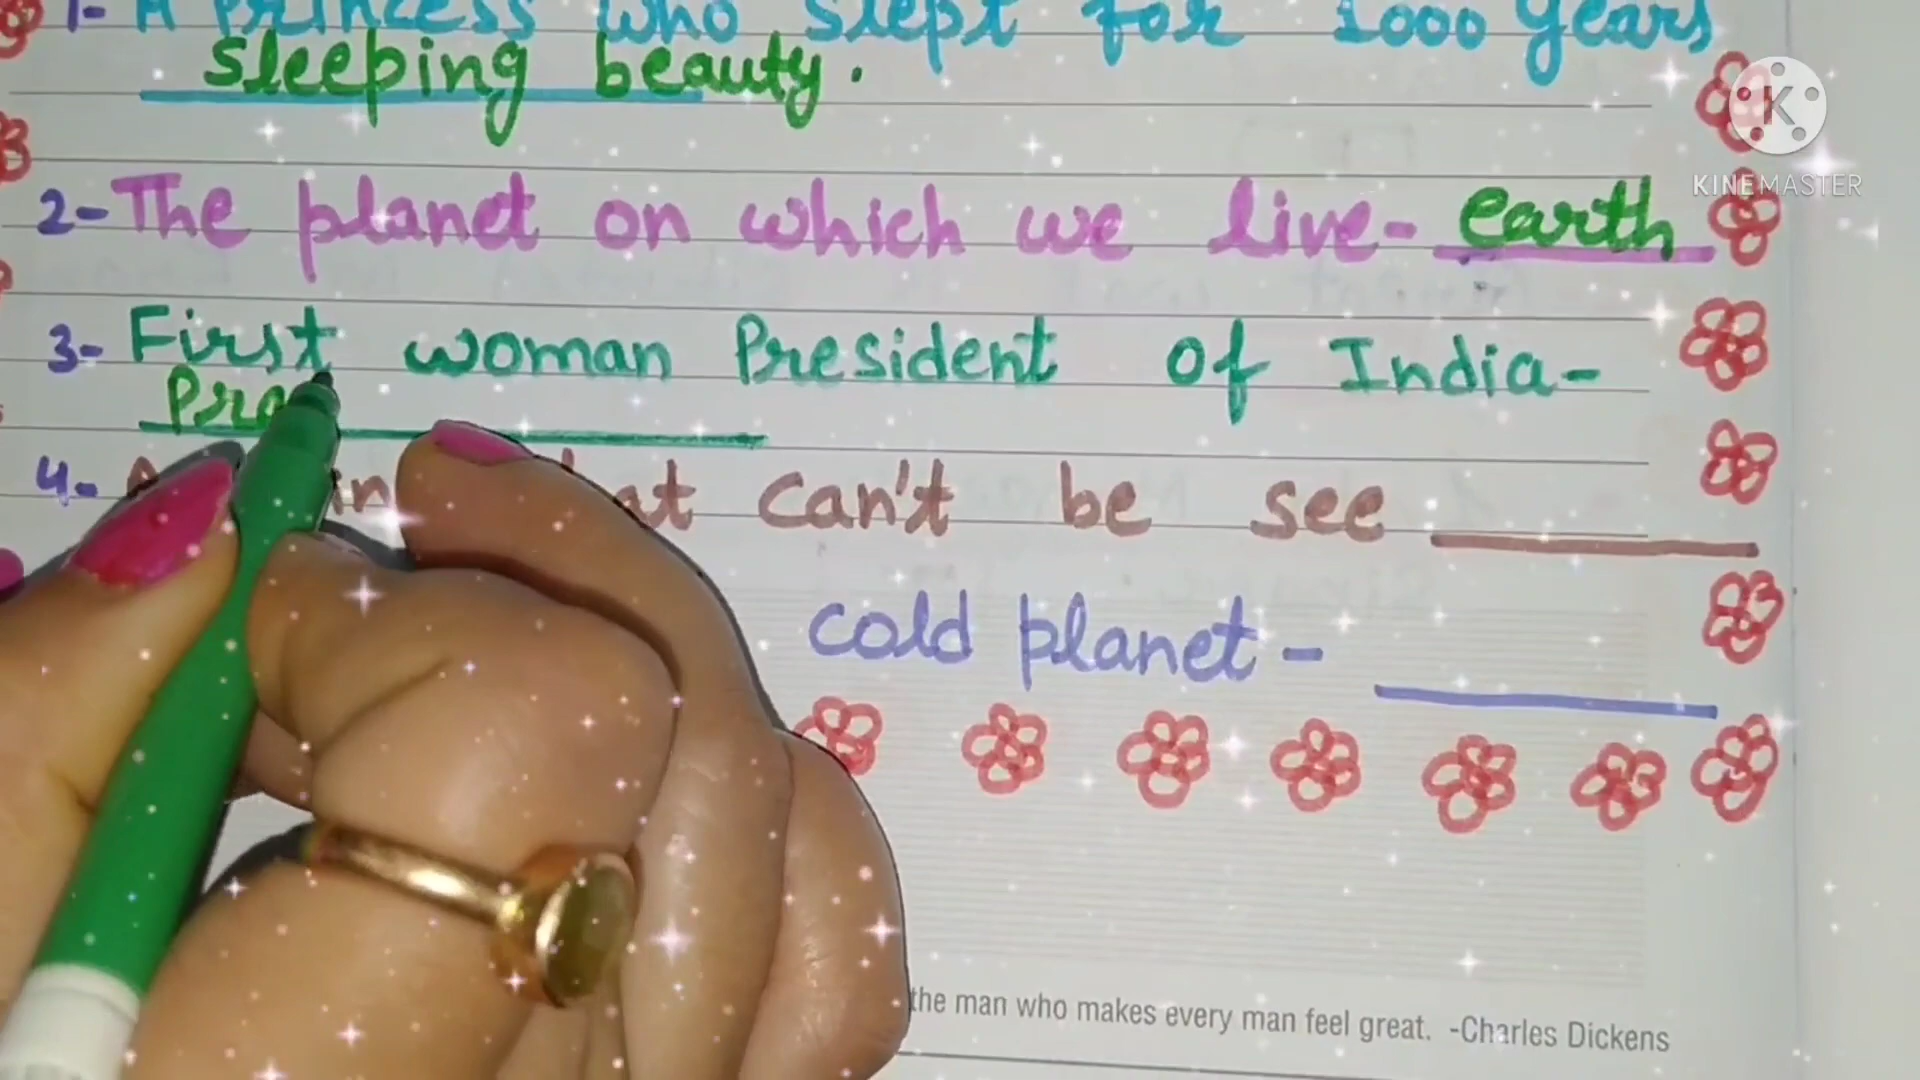 1- A Princess who slept for 1000 years
sleeping beauty.
2- The planet on which we live- earth
3- First woman President of India-
Pra
4- can't be see
cold planet -
the man who makes every man feel great. -Charles Dickens
KINEMASTER